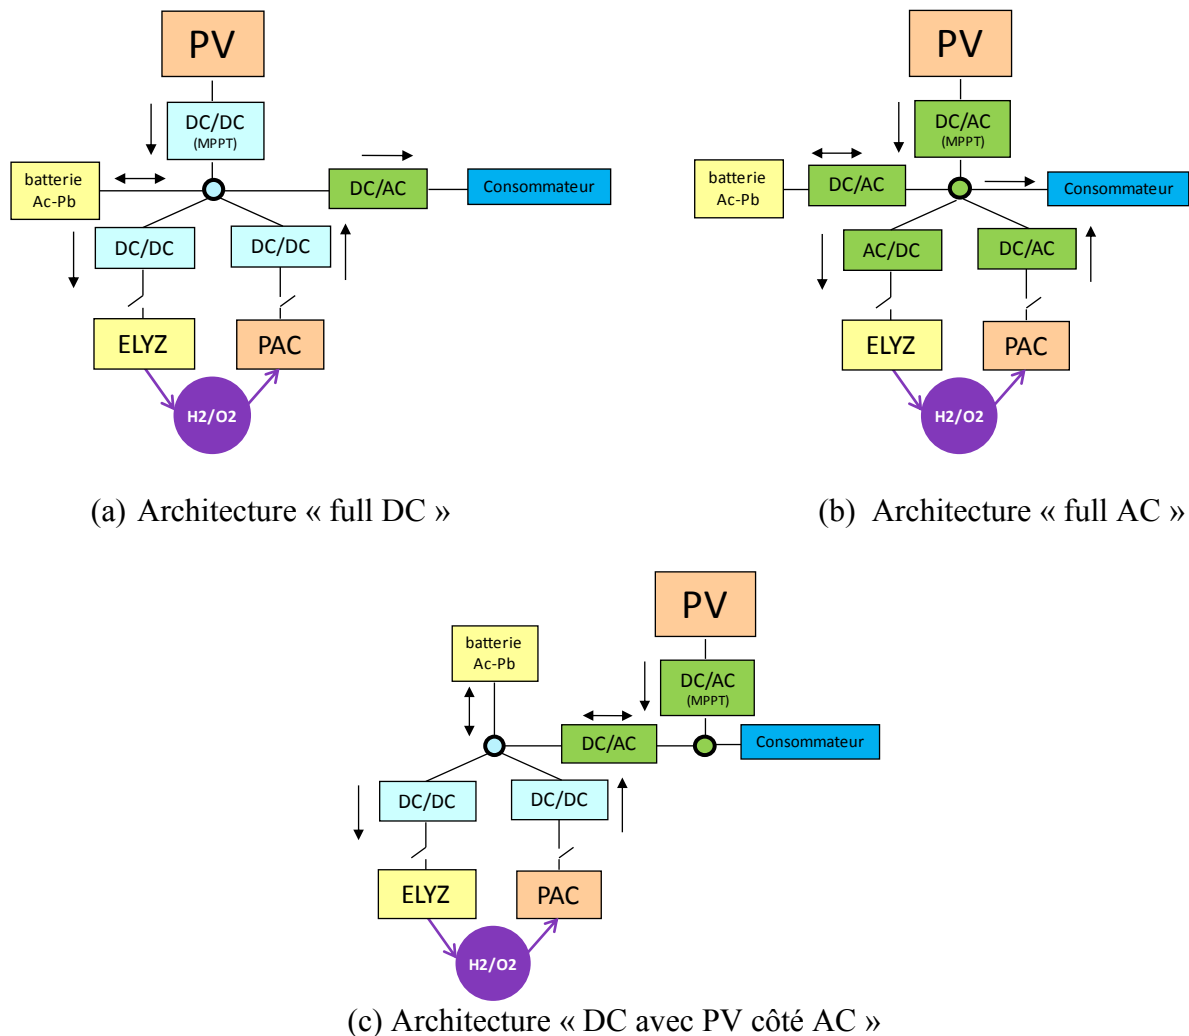 PV
DC/DC
(MPPT)
batterie
Ac-Pb
DC/AC
Consommateur
DC/DC
DC/DC
ELYZ
PAC
H2/O2
(a) Architecture « full DC »
PV
DC/AC
(MPPT)
batterie
Ac-Pb
DC/AC
Consommateur
AC/DC
DC/AC
ELYZ
PAC
H2/O2
(b) Architecture « full AC »
PV
batterie
Ac-Pb
DC/AC
(MPPT)
DC/AC
Consommateur
DC/DC
DC/DC
ELYZ
PAC
H2/O2
(c) Architecture « DC avec PV côté AC »